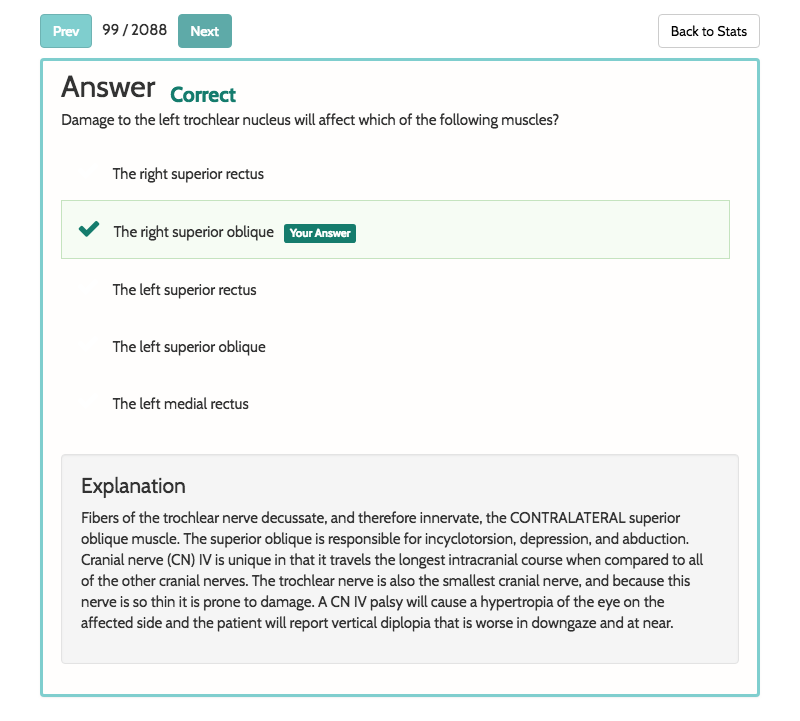 Prev 99 / 2088 Next Back to Stats
Answer Correct
Damage to the left trochlear nucleus will affect which of the following muscles?
The right superior rectus
The right superior oblique Your Answer
The left superior rectus
The left superior oblique
The left medial rectus
Explanation
Fibers of the trochlear nerve decussate, and therefore innervate, the CONTRALATERAL superior
oblique muscle. The superior oblique is responsible for incyclotorsion, depression, and abduction.
Cranial nerve (CN) IV is unique in that it travels the longest intracranial course when compared to all
of the other cranial nerves. The trochlear nerve is also the smallest cranial nerve, and because this
nerve is so thin it is prone to damage. A CN IV palsy will cause a hypertropia of the eye on the
affected side and the patient will report vertical diplopia that is worse in downgaze and at near.